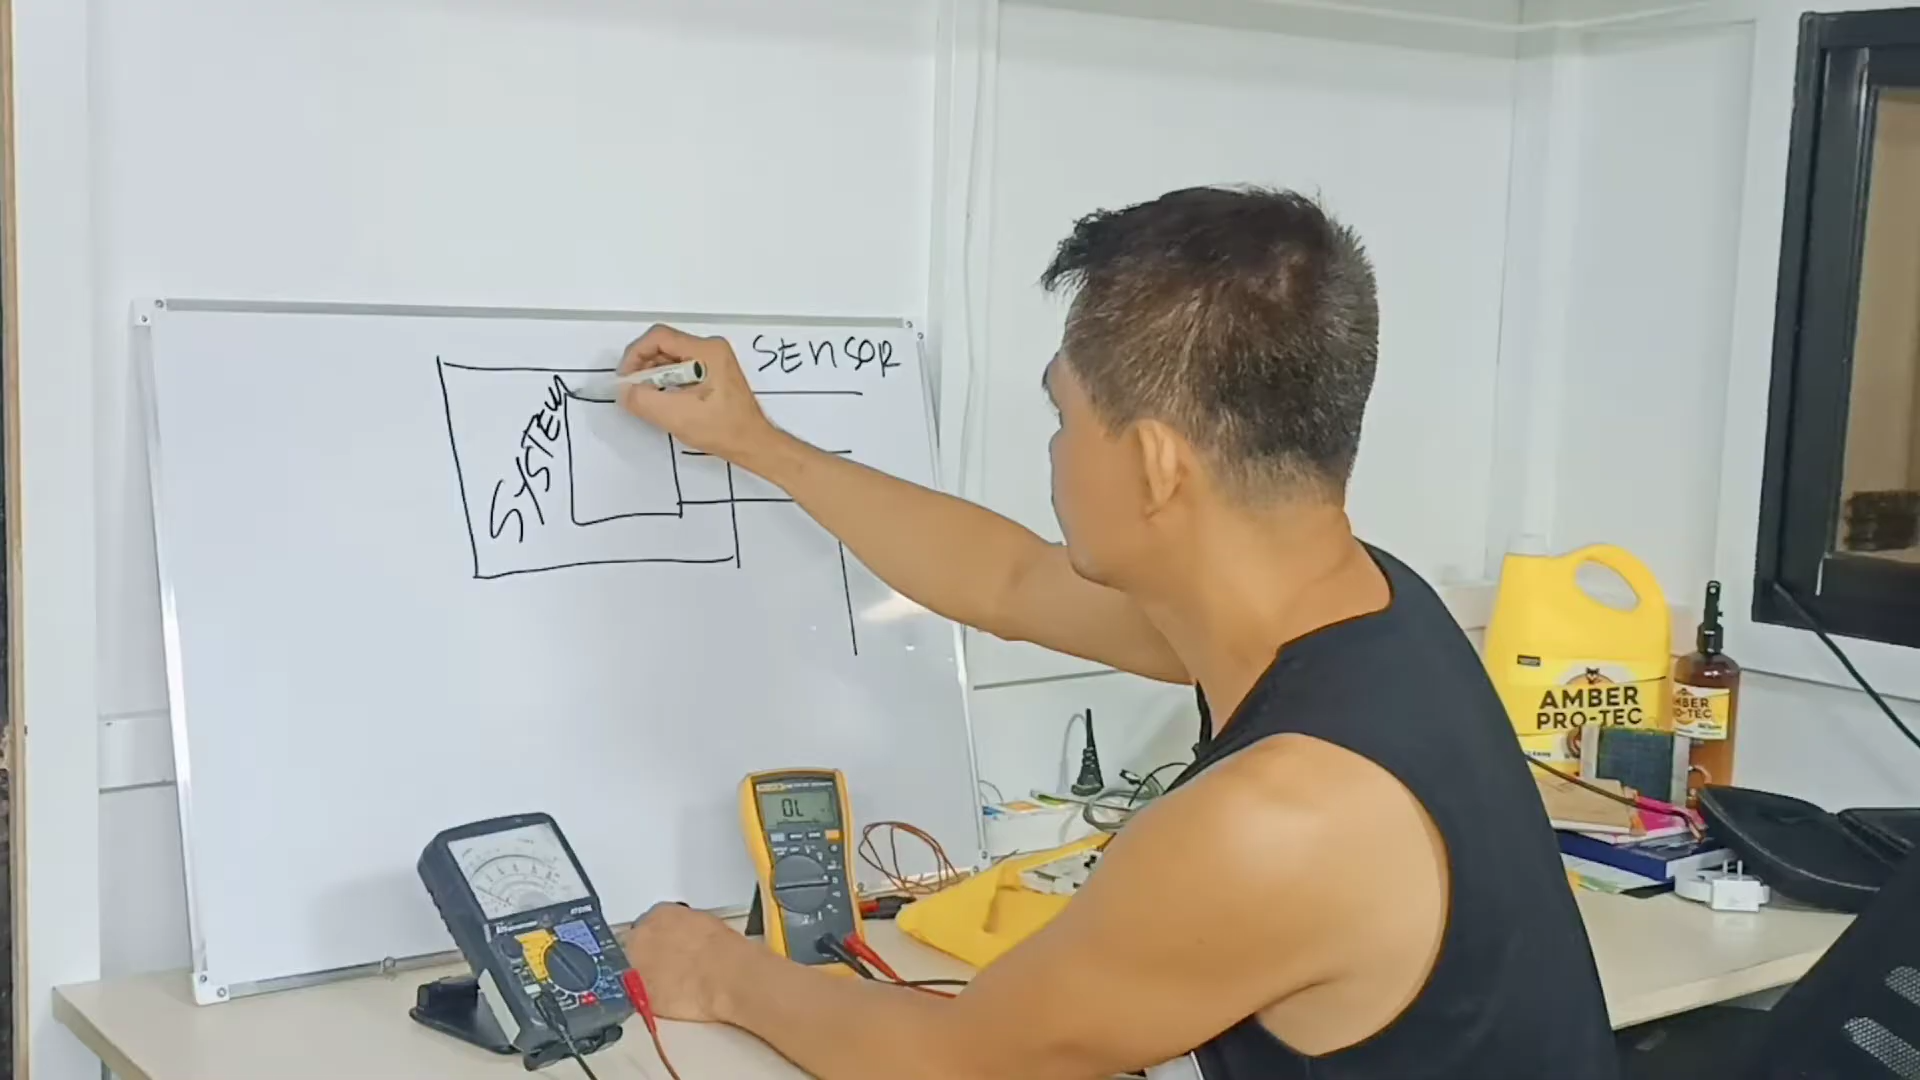 SENSOR
SYSTEM
OL
AMBER
PRO-TEC
AMBER
PRO-TEC